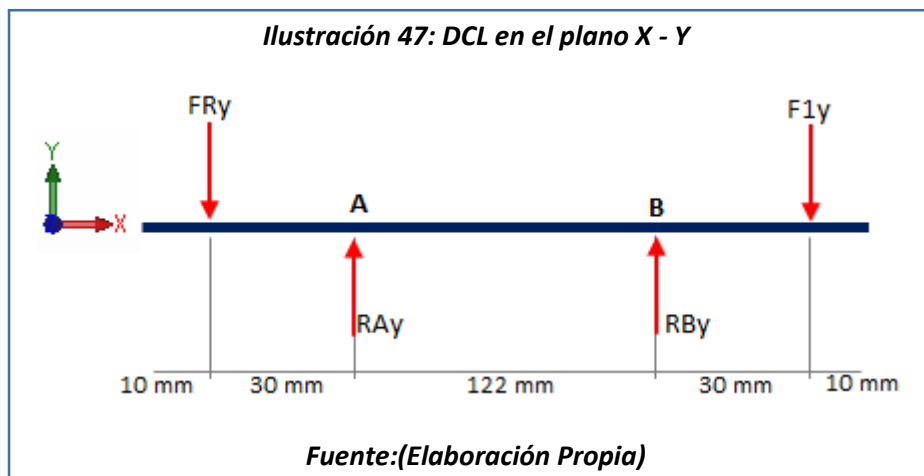 Ilustración 47: DCL en el plano X - Y
FRy
F1y
Y
X
A
B
RAy
RBy
10 mm
30 mm
122 mm
30 mm
10 mm
Fuente:(Elaboración Propia)